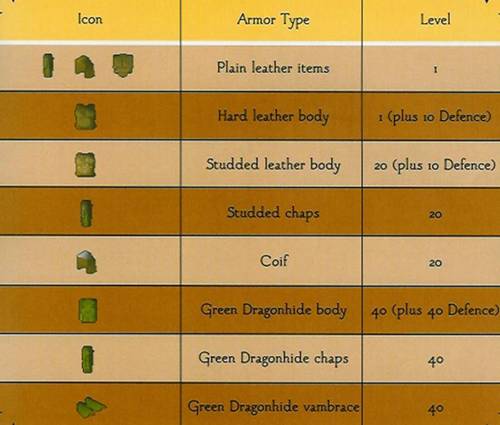 Icon Armor Type Level
Plain leather items 1
Hard leather body 1 (plus 10 Defence)
Studded leather body 20 (plus 10 Defence)
Studded chaps 20
Coif 20
Green Dragonhide body 40 (plus 40 Defence)
Green Dragonhide chaps 40
Green Dragonhide vambrace 40